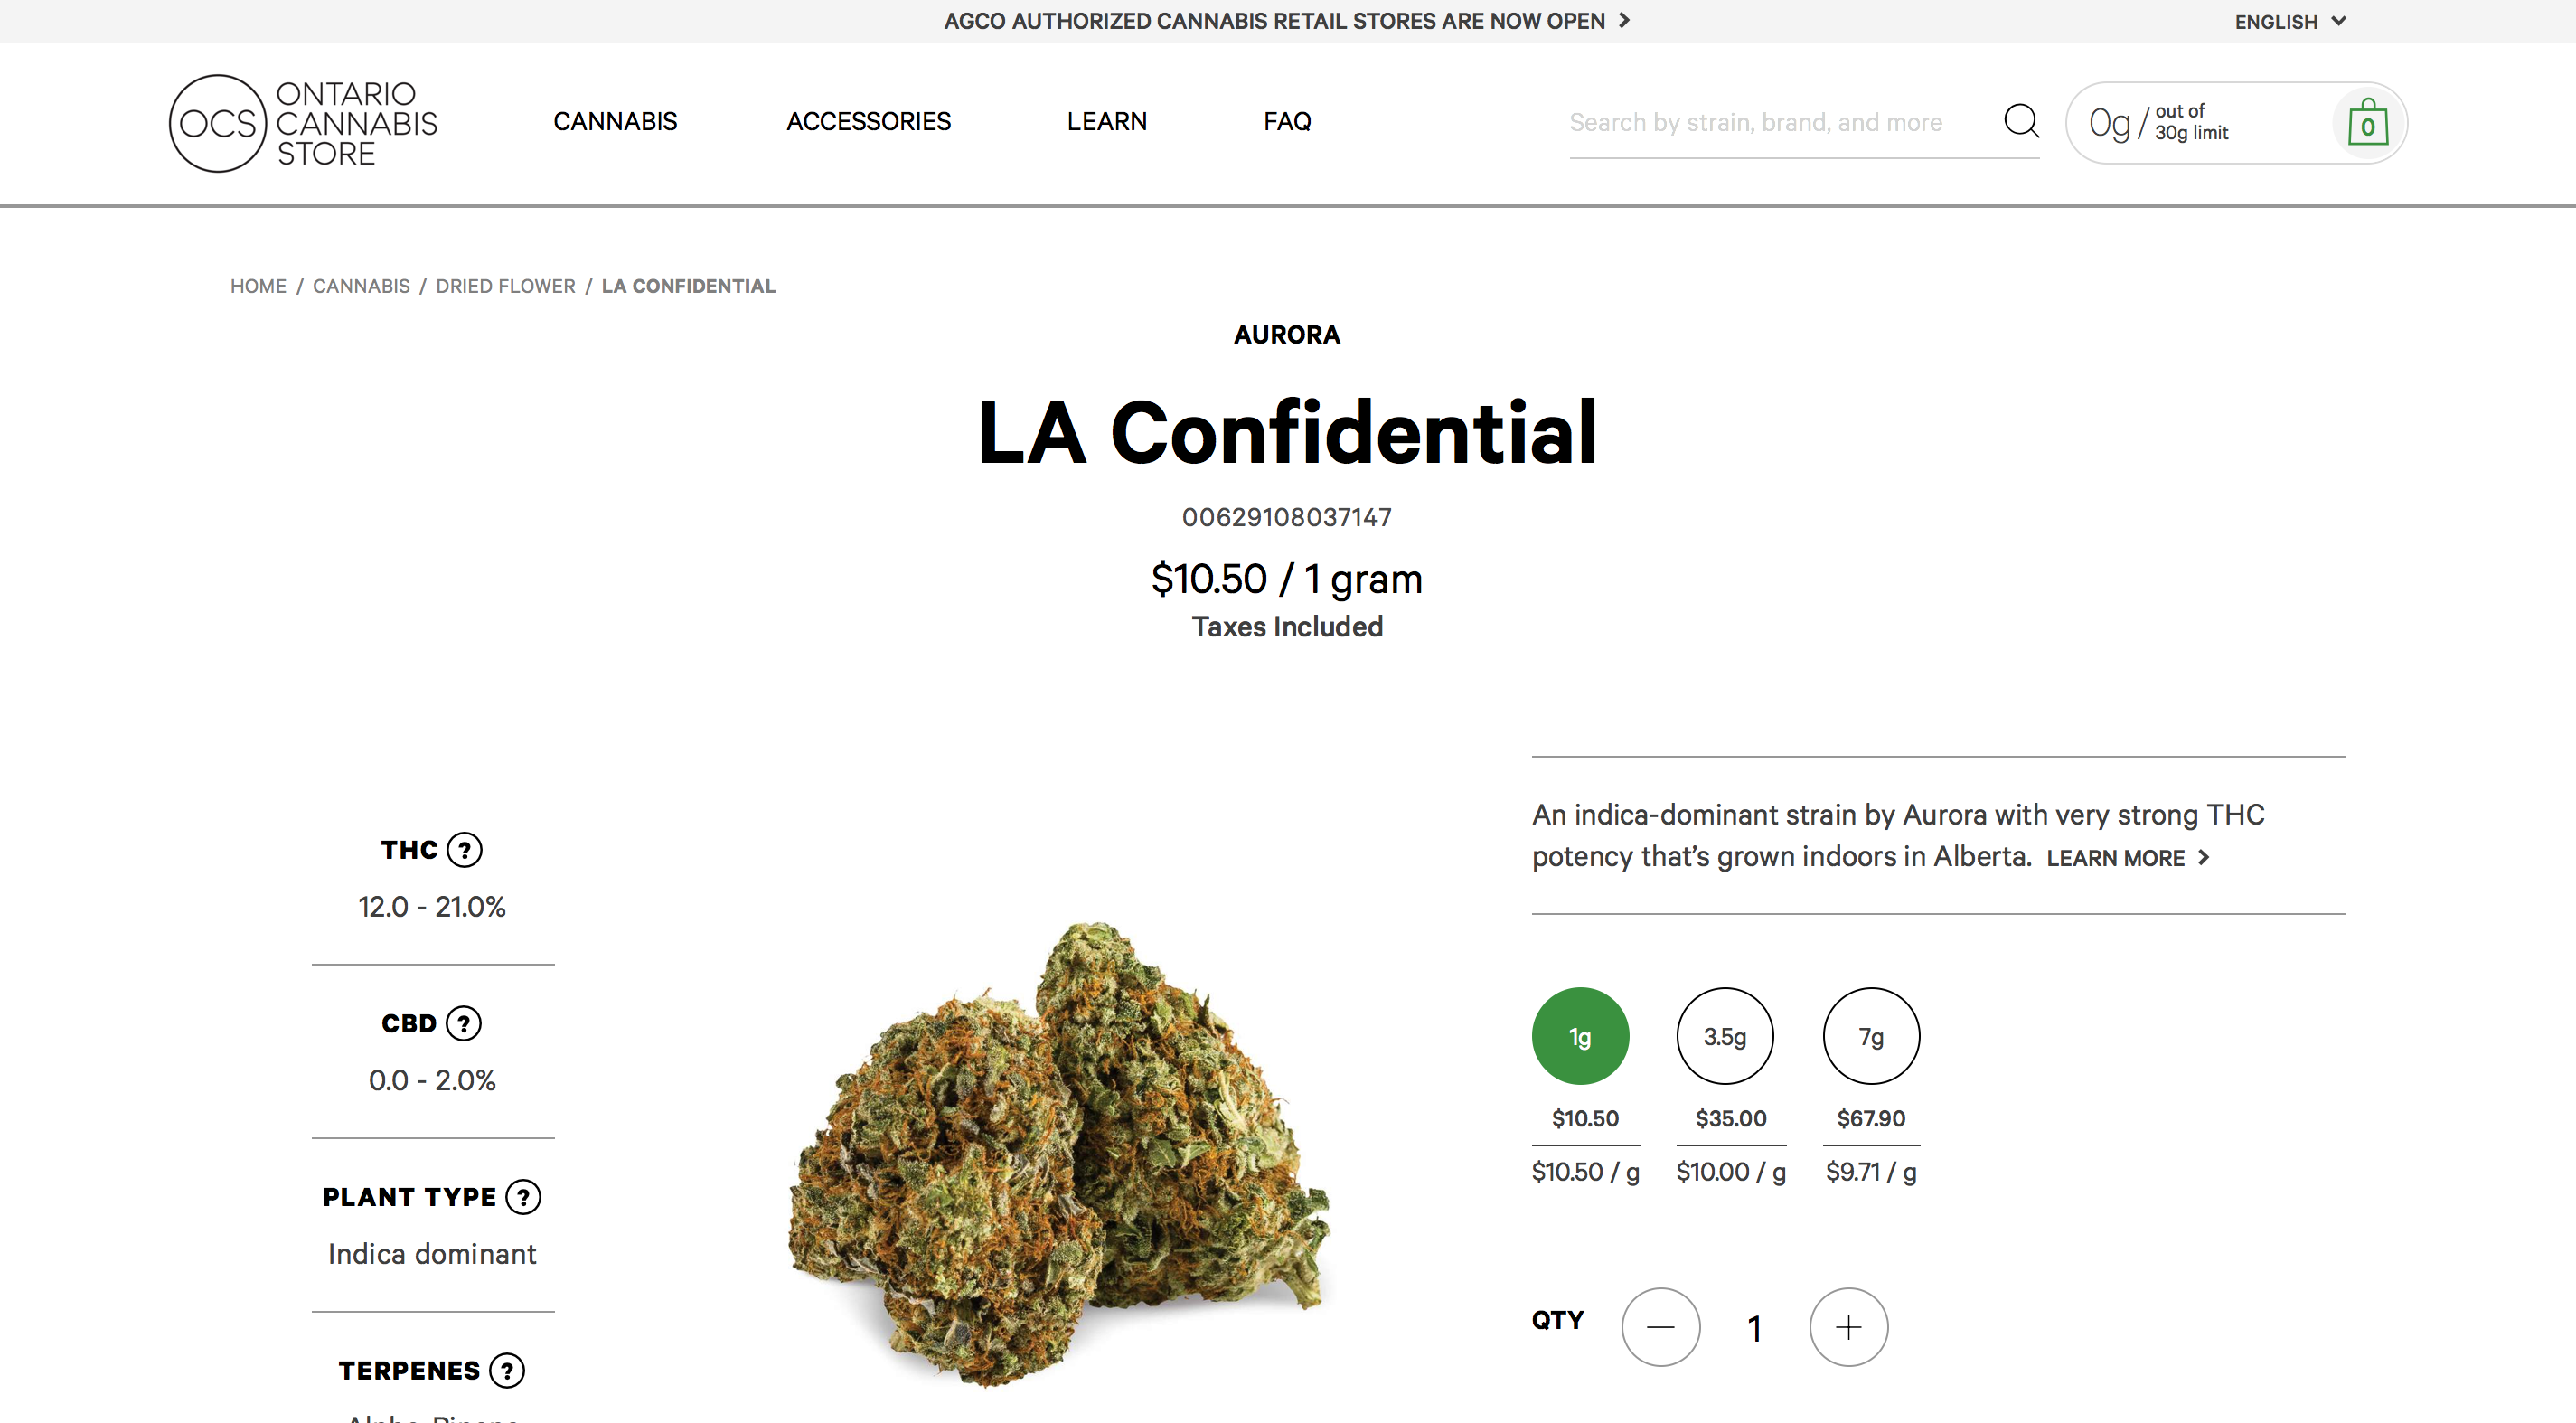 AGCO AUTHORIZED CANNABIS RETAIL STORES ARE NOW OPEN >
ENGLISH
OCS
ONTARIO
CANNABIS
STORE
CANNABIS
ACCESSORIES
LEARN
FAQ
Search by strain, brand, and more
0g / out of
30g limit
0
HOME / CANNABIS / DRIED FLOWER / LA CONFIDENTIAL
AURORA
LA Confidential
00629108037147
$10.50 / 1 gram
Taxes Included
THC ?
12.0 - 21.0%
CBD ?
0.0 - 2.0%
PLANT TYPE ?
Indica dominant
TERPENES ?
An indica-dominant strain by Aurora with very strong THC
potency that’s grown indoors in Alberta. LEARN MORE >
1g 3.5g 7g
$10.50 $35.00 $67.90
$10.50 / g $10.00 / g $9.71 / g
QTY — 1 +